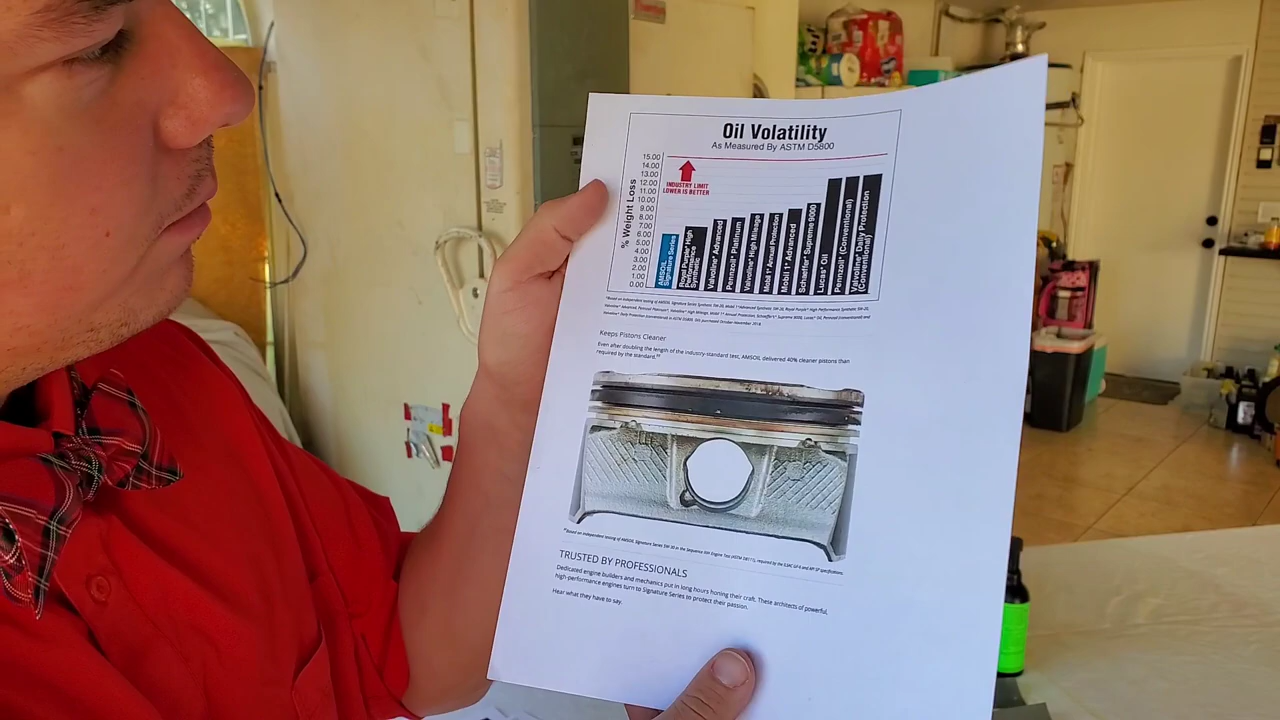 Oil Volatility
As Measured By ASTM D5800
% Weight Loss
15.00
14.00
13.00
12.00
11.00
10.00
9.00
8.00
7.00
6.00
5.00
4.00
3.00
2.00
1.00
0.00
INDUSTRY LIMIT
LOWER IS BETTER
AMSOIL
Signature Series
Royal Purple® High
Performance
Synthetic
Valvoline® Advanced
Pennzoil® Platinum
Valvoline® High Mileage
Mobil 1® Annual Protection
Mobil 1® Advanced
Schaeffer® Supreme 9000
Lucas® Oil
Pennzoil® (Conventional)
Valvoline® Daily Protection
(Conventional)
Keeps Pistons Cleaner
Even after doubling the length of the industry-standard test, AMSOIL delivered 40% cleaner pistons than
required by the standard.
TRUSTED BY PROFESSIONALS
Dedicated engine builders and mechanics put in long hours honing their craft. These architects of powerful,
high-performance engines turn to Signature Series to protect their passion.
Hear what they have to say.